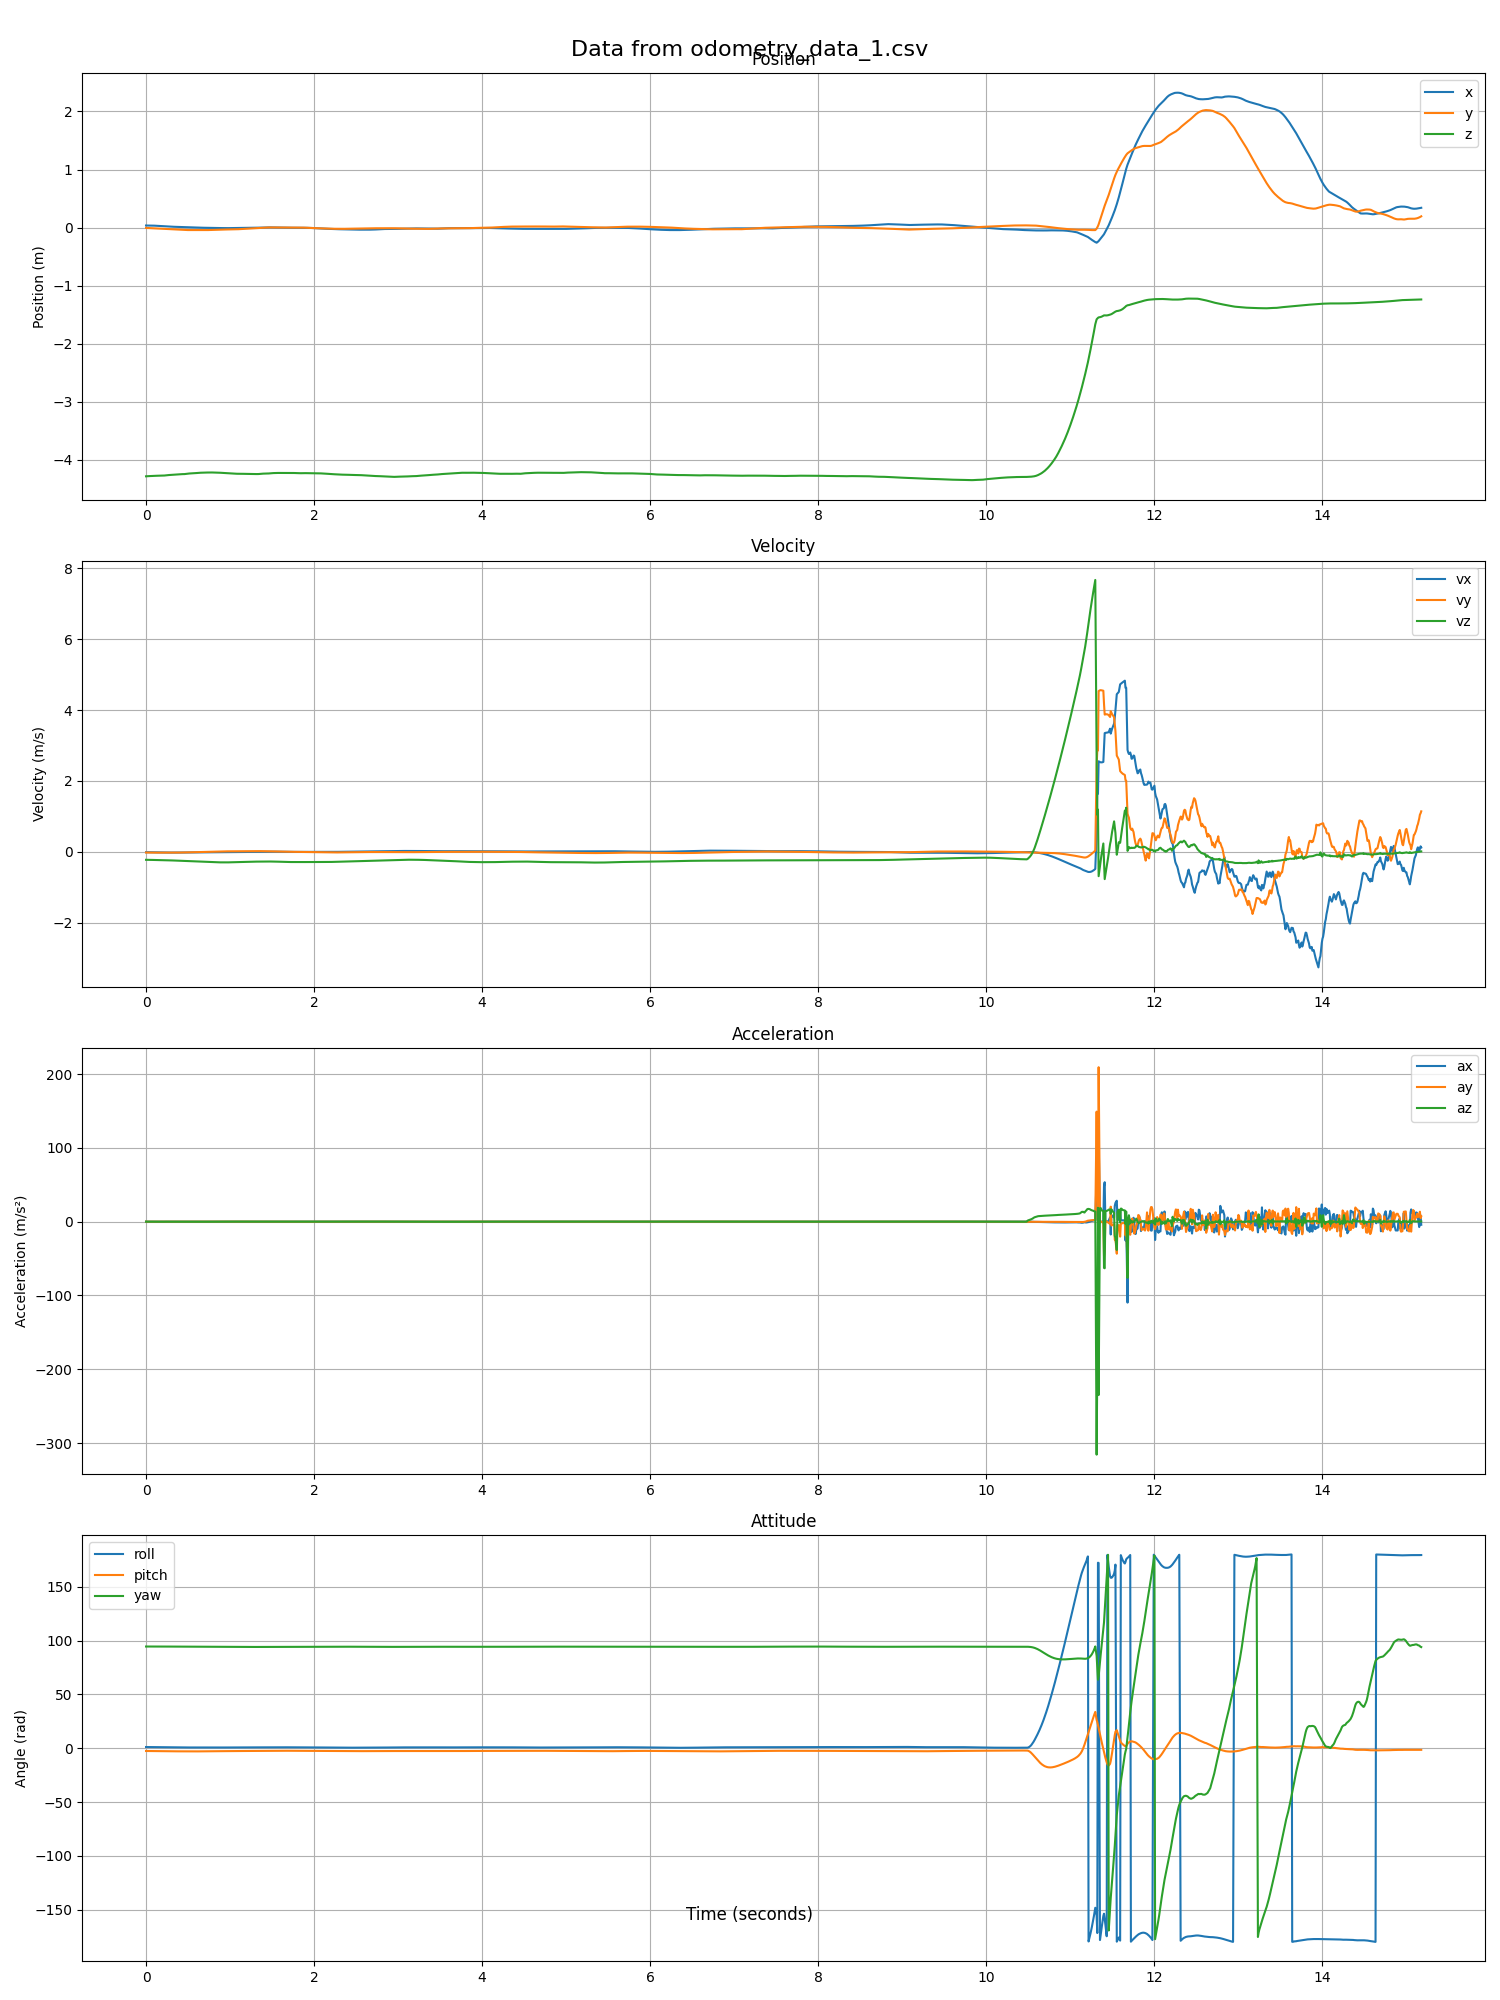 Data from odometry_data_1.csv
Position
x
y
z
2
1
0
−1
−2
−3
−4
Position (m)
0 2 4 6 8 10 12 14
Velocity
vx
vy
vz
8
6
4
2
0
−2
Velocity (m/s)
0 2 4 6 8 10 12 14
Acceleration
ax
ay
az
200
100
0
−100
−200
−300
Acceleration (m/s²)
0 2 4 6 8 10 12 14
Attitude
roll
pitch
yaw
150
100
50
0
−50
−100
−150
Angle (rad)
Time (seconds)
0 2 4 6 8 10 12 14